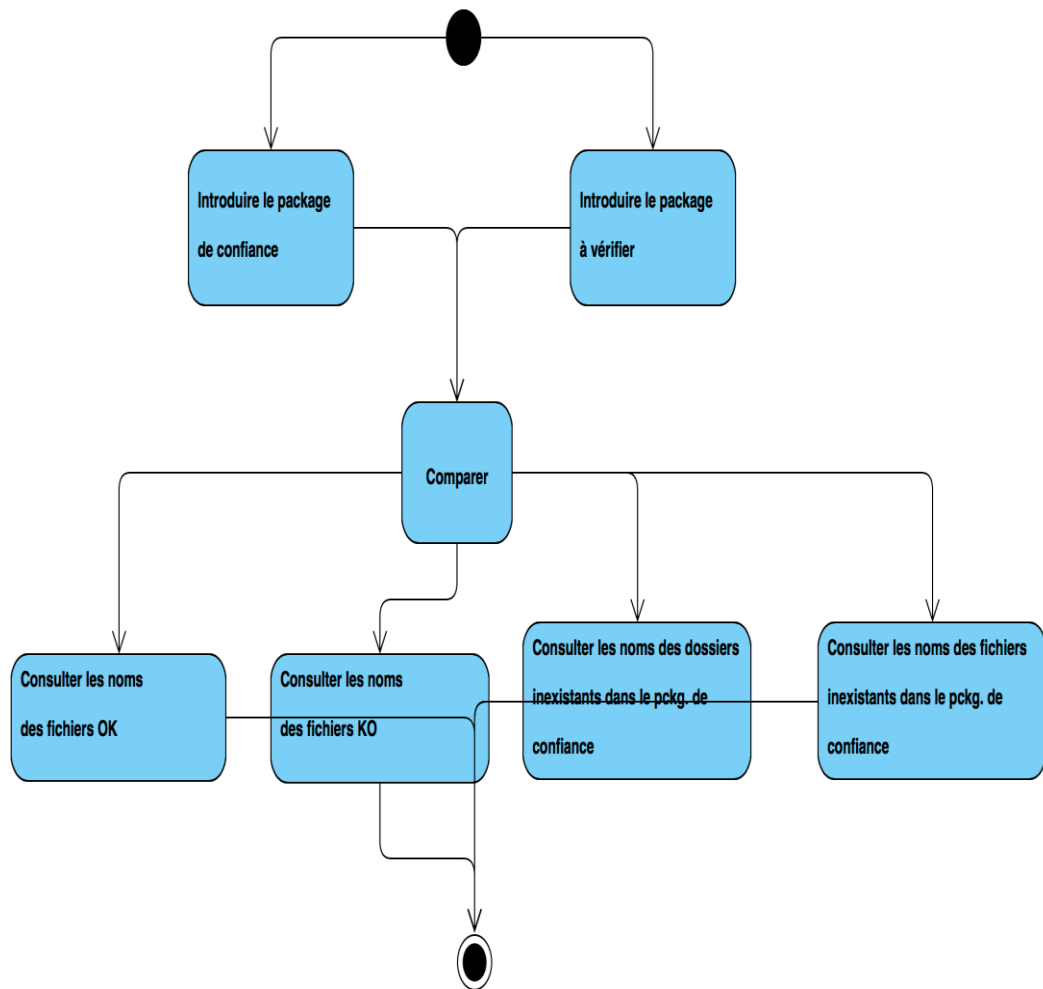 Introduire le package
de confiance
Introduire le package
à vérifier
Comparer
Consulter les noms
des fichiers OK
Consulter les noms
des fichiers KO
Consulter les noms des dossiers
inexistants dans le pckg. de
confiance
Consulter les noms des fichiers
inexistants dans le pckg. de
confiance